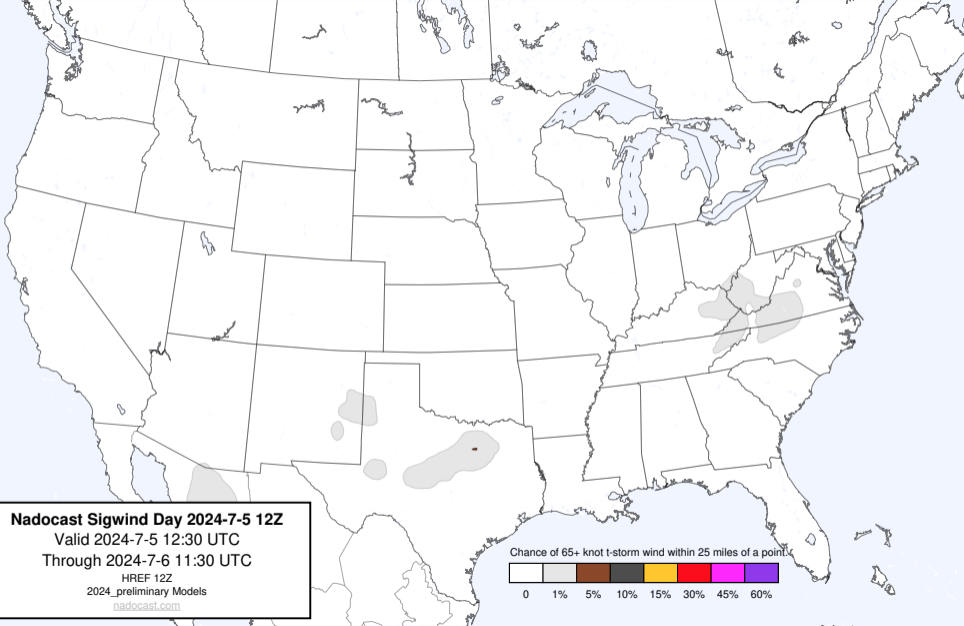 Nadocast Sigwind Day 2024-7-5 12Z
Valid 2024-7-5 12:30 UTC
Through 2024-7-6 11:30 UTC
HREF 12Z
2024_preliminary Models
nadocast.com
Chance of 65+ knot t-storm wind within 25 miles of a point.
0 1% 5% 10% 15% 30% 45% 60%